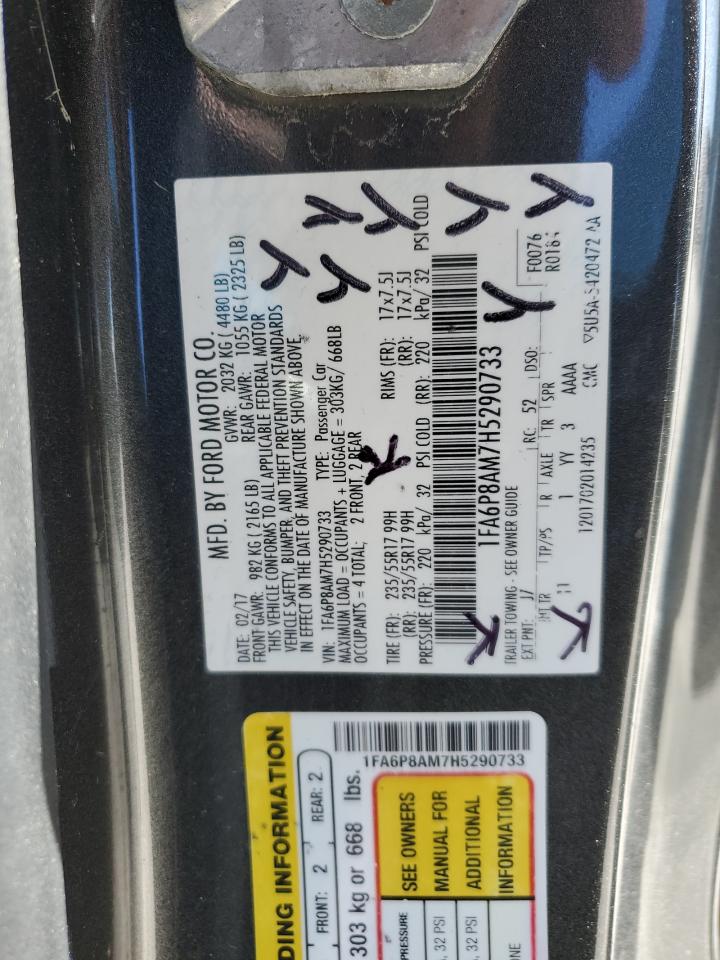 MFD. BY FORD MOTOR CO.
DATE: 02/17 GVWR: 2032 KG ( 4480 LB)
FRONT GAWR: 982 KG ( 2165 LB) REAR GAWR: 1055 KG ( 2325 LB)
THIS VEHICLE CONFORMS TO ALL APPLICABLE FEDERAL MOTOR
VEHICLE SAFETY, BUMPER, AND THEFT PREVENTION STANDARDS
IN EFFECT ON THE DATE OF MANUFACTURE SHOWN ABOVE.
VIN: 1FA6P8AM7H5290733 TYPE: Passenger Car
MAXIMUM LOAD = OCCUPANTS + LUGGAGE = 303KG/ 668LB
OCCUPANTS = 4 TOTAL; 2 FRONT 2 REAR
TIRE (FR): 235/55R17 99H RIMS (FR): 17x7.5J
(RR): 235/55R17 99H (RR): 17x7.5J
PRESSURE (FR): 220 kPa/ 32 PSI COLD (RR): 220 kPa/ 32 PSI COLD
1FA6P8AM7H5290733
TRAILER TOWING - SEE OWNER GUIDE F0076
EXT PNT: J7 RC: 52 DSO:
INT TR TP/PS R AXLE TR SPR
1 YY 3 AAAA
1201702014235 CMC
LOADING INFORMATION
FRONT: 2 REAR: 2
303 kg or 668 lbs.
1FA6P8AM7H5290733
PRESSURE SEE OWNERS
, 32 PSI MANUAL FOR
, 32 PSI ADDITIONAL
INFORMATION